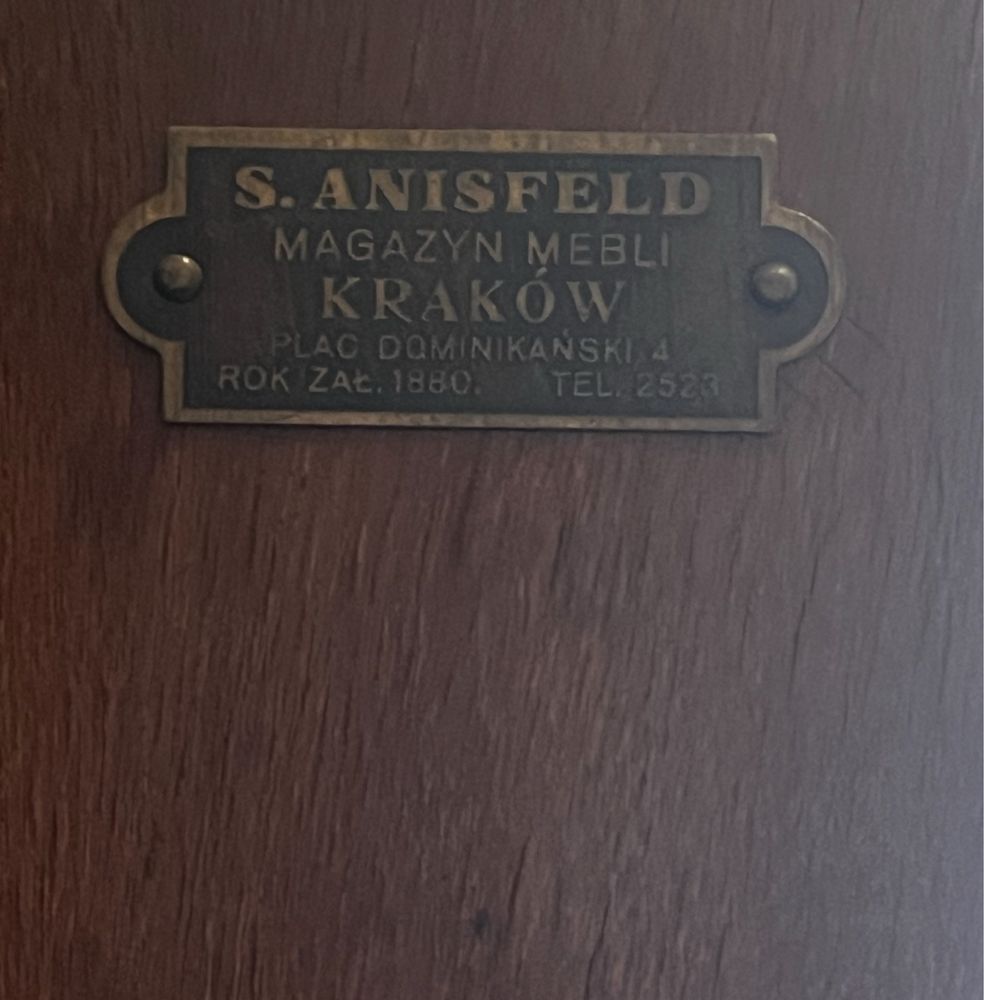 S. ANISFELD
MAGAZYN MEBLI
KRAKÓW
PLAC DOMINIKAŃSKI 4
ROK ZAŁ. 1880. TEL. 2523